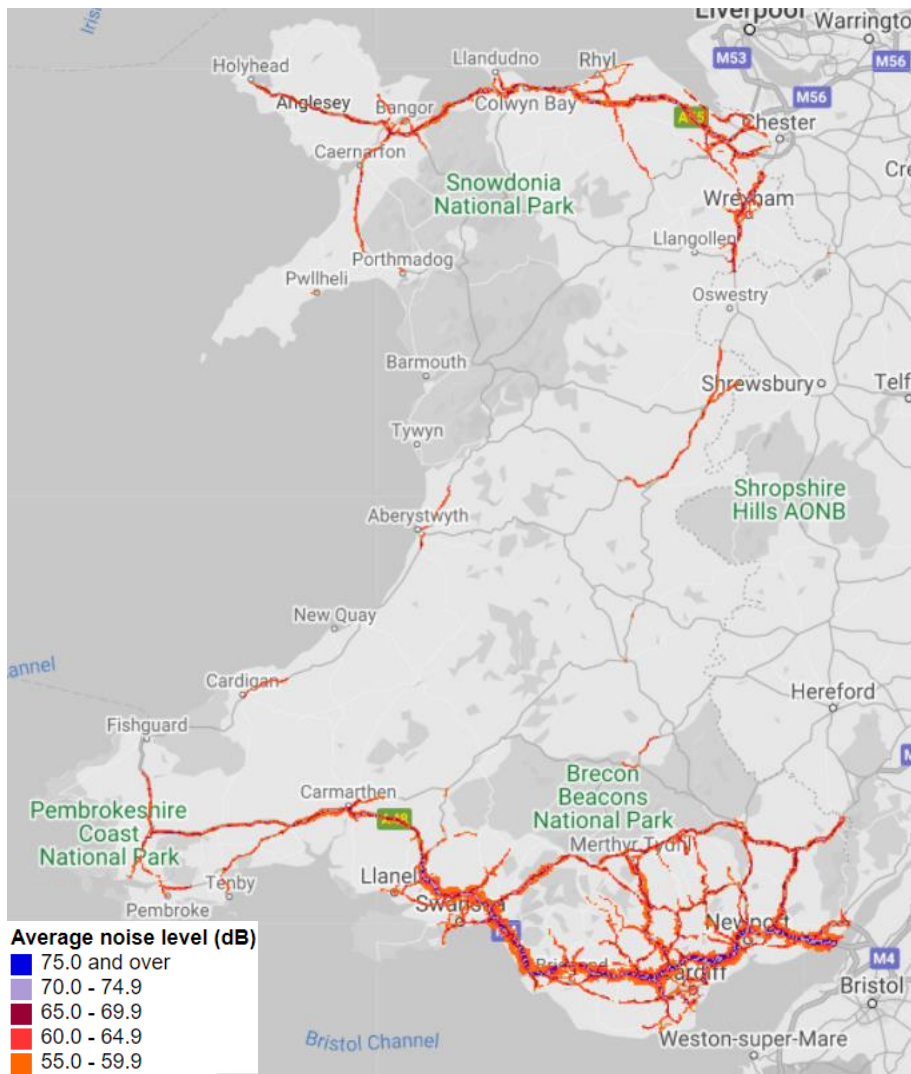 Irish
Liverpool
Warrington
M53
M56
M56
Holyhead
Llandudno
Rhyl
Anglesey
Bangor
Colwyn Bay
Chester
Caernarfon
Cre
Snowdonia
National Park
Wrexham
Llangollen
Porthmadog
Pwllheli
Oswestry
Barmouth
Shrewsbury
Telf
Tywyn
Shropshire
Hills AONB
Aberystwyth
New Quay
annel
Cardigan
Hereford
Fishguard
M
Brecon
Beacons
National Park
Carmarthen
Pembrokeshire
Coast
National Park
Merthyr Tydfil
Llanel
Tenby
Pembroke
Swansea
Newport
Cardiff
M4
Bristol
Weston-super-Mare
Bristol Channel
Average noise level (dB)
75.0 and over
70.0 - 74.9
65.0 - 69.9
60.0 - 64.9
55.0 - 59.9